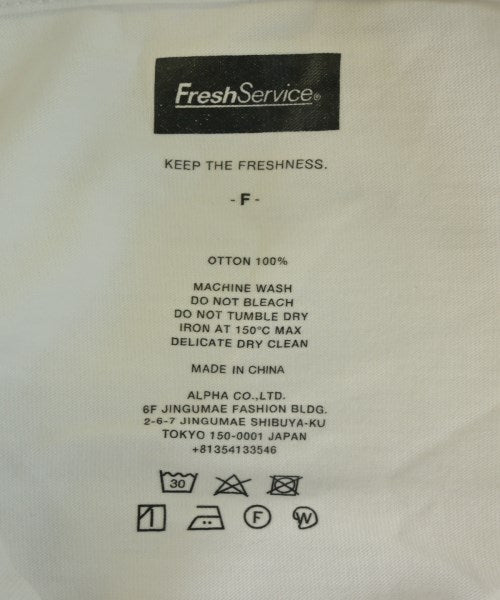 FreshService®
KEEP THE FRESHNESS.
- F -
OTTON 100%
MACHINE WASH
DO NOT BLEACH
DO NOT TUMBLE DRY
IRON AT 150°C MAX
DELICATE DRY CLEAN
MADE IN CHINA
ALPHA CO.,LTD.
6F JINGUMAE FASHION BLDG.
2-6-7 JINGUMAE SHIBUYA-KU
TOKYO 150-0001 JAPAN
+81354133546
30
F W